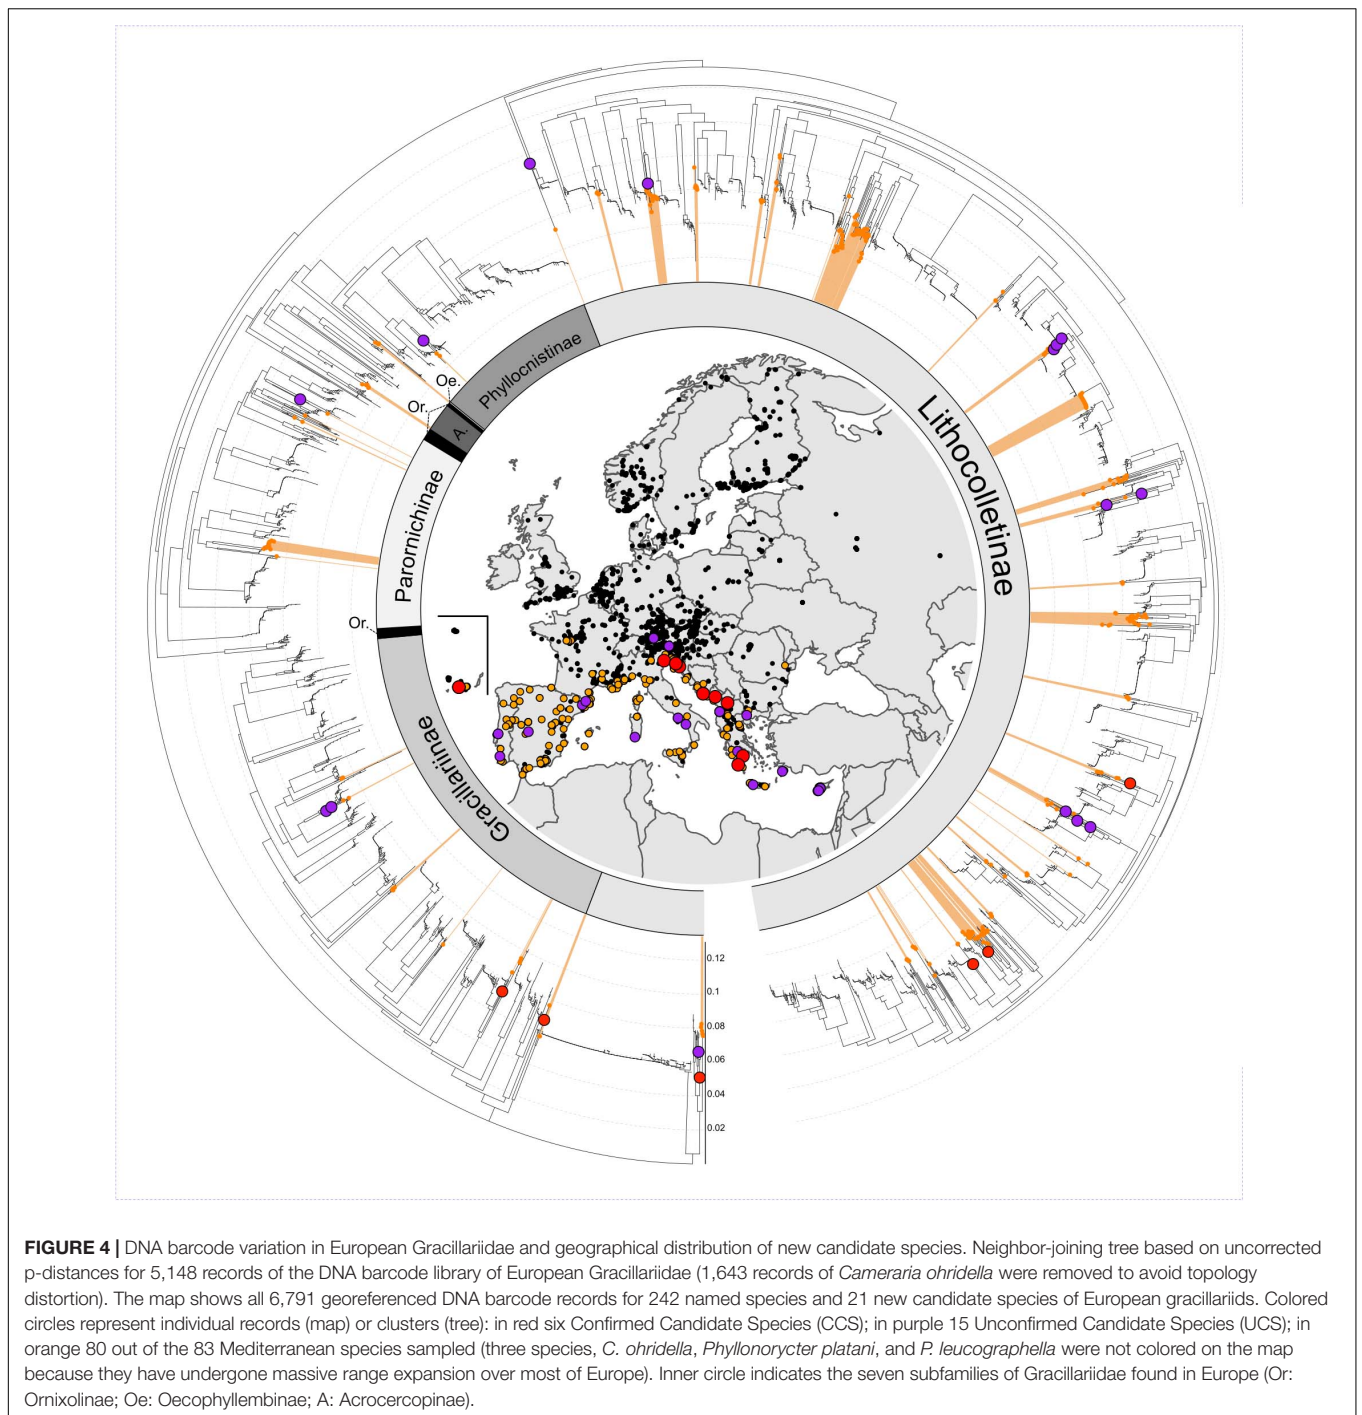 Phyllocnistinae
Oe.
Or.
A.
Lithocolletinae
Parornichinae
Or.
Gracillariinae
0.12
0.1
0.08
0.06
0.04
0.02
FIGURE 4 | DNA barcode variation in European Gracillariidae and geographical distribution of new candidate species. Neighbor-joining tree based on uncorrected
p-distances for 5,148 records of the DNA barcode library of European Gracillariidae (1,643 records of Cameraria ohridella were removed to avoid topology
distortion). The map shows all 6,791 georeferenced DNA barcode records for 242 named species and 21 new candidate species of European gracillariids. Colored
circles represent individual records (map) or clusters (tree): in red six Confirmed Candidate Species (CCS); in purple 15 Unconfirmed Candidate Species (UCS); in
orange 80 out of the 83 Mediterranean species sampled (three species, C. ohridella, Phyllonorycter platani, and P. leucographella were not colored on the map
because they have undergone massive range expansion over most of Europe). Inner circle indicates the seven subfamilies of Gracillariidae found in Europe (Or:
Ornixolinae; Oe: Oecophyllembinae; A: Acrocercopinae).